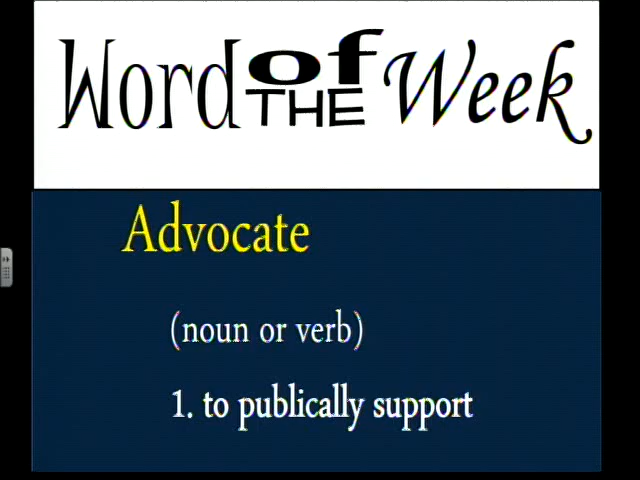 Word of THE Week
Advocate
(noun or verb)
1. to publically support